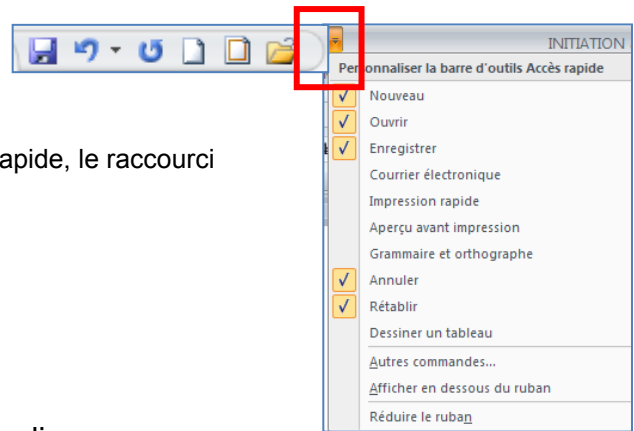 INITIATION
Personnaliser la barre d'outils Accès rapide
Nouveau
Ouvrir
Enregistrer
apide, le raccourci
Courrier électronique
Impression rapide
Aperçu avant impression
Grammaire et orthographe
Annuler
Rétablir
Dessiner un tableau
Autres commandes...
Afficher en dessous du ruban
Réduire le ruban